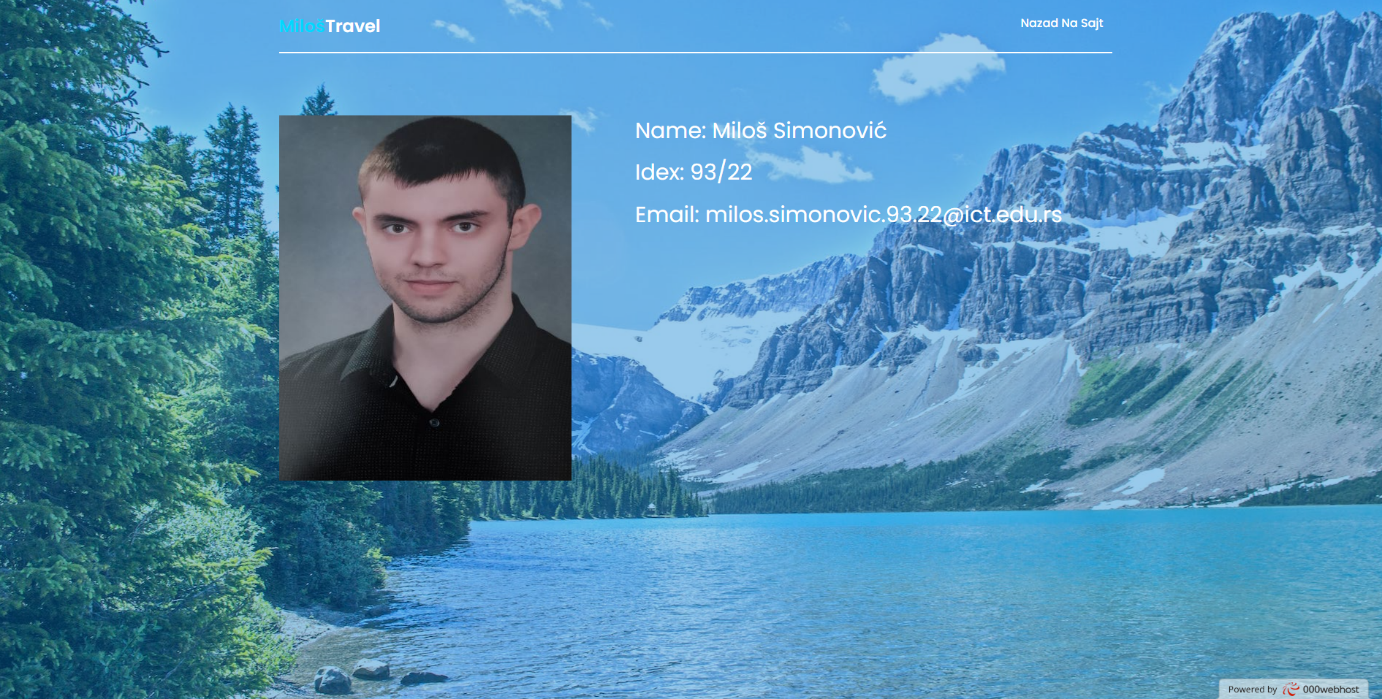 MilošTravel
Nazad Na Sajt
Name: Miloš Simonović
Idex: 93/22
Email: milos.simonovic.93.22@ict.edu.rs
Powered by 000webhost